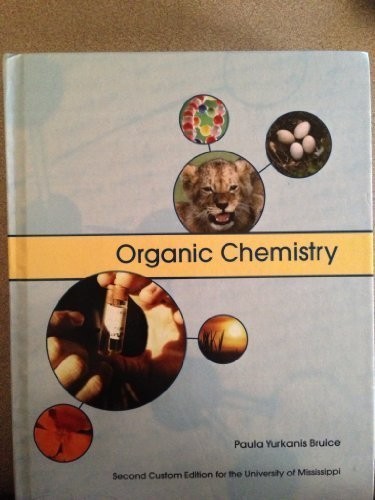 Organic Chemistry
Paula Yurkanis Bruice
Second Custom Edition for the University of Mississippi